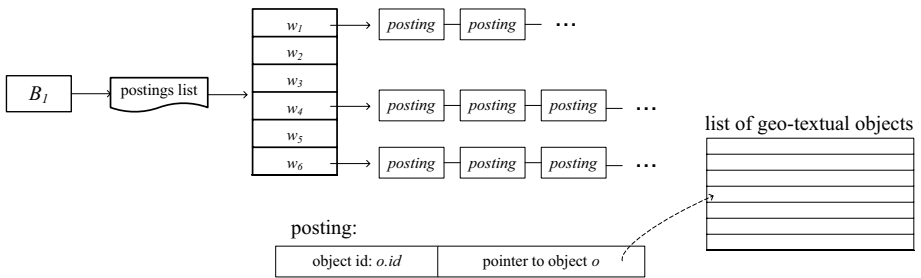 w1 posting posting ...
w2
w3
B1 postings list
w4 posting posting posting ...
w5
w6 posting posting posting ...
list of geo-textual objects
posting:
object id: o.id pointer to object o